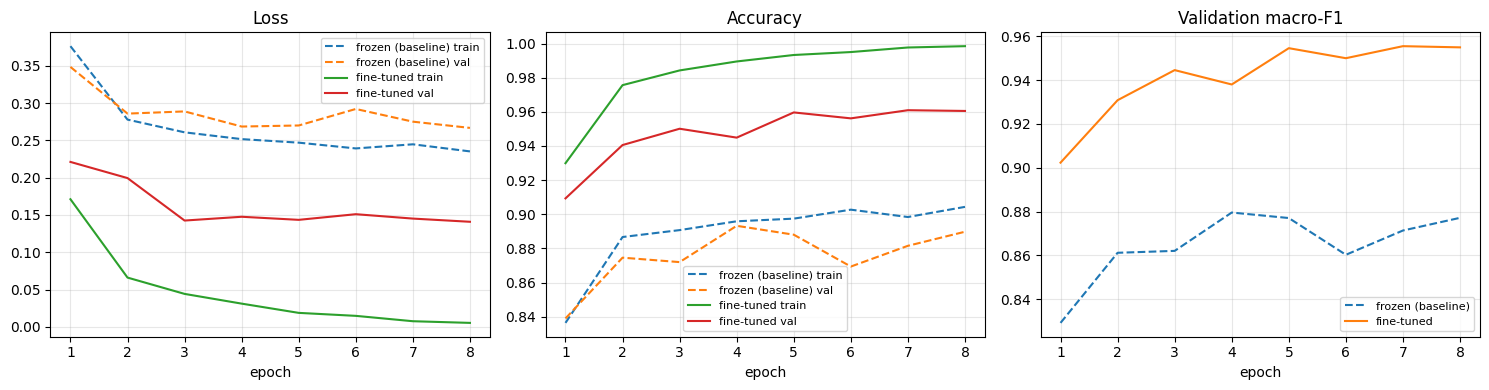 Loss
0.35
0.30
0.25
0.20
0.15
0.10
0.05
0.00
1 2 3 4 5 6 7 8
epoch
frozen (baseline) train
frozen (baseline) val
fine-tuned train
fine-tuned val
Accuracy
1.00
0.98
0.96
0.94
0.92
0.90
0.88
0.86
0.84
1 2 3 4 5 6 7 8
epoch
frozen (baseline) train
frozen (baseline) val
fine-tuned train
fine-tuned val
Validation macro-F1
0.96
0.94
0.92
0.90
0.88
0.86
0.84
1 2 3 4 5 6 7 8
epoch
frozen (baseline)
fine-tuned